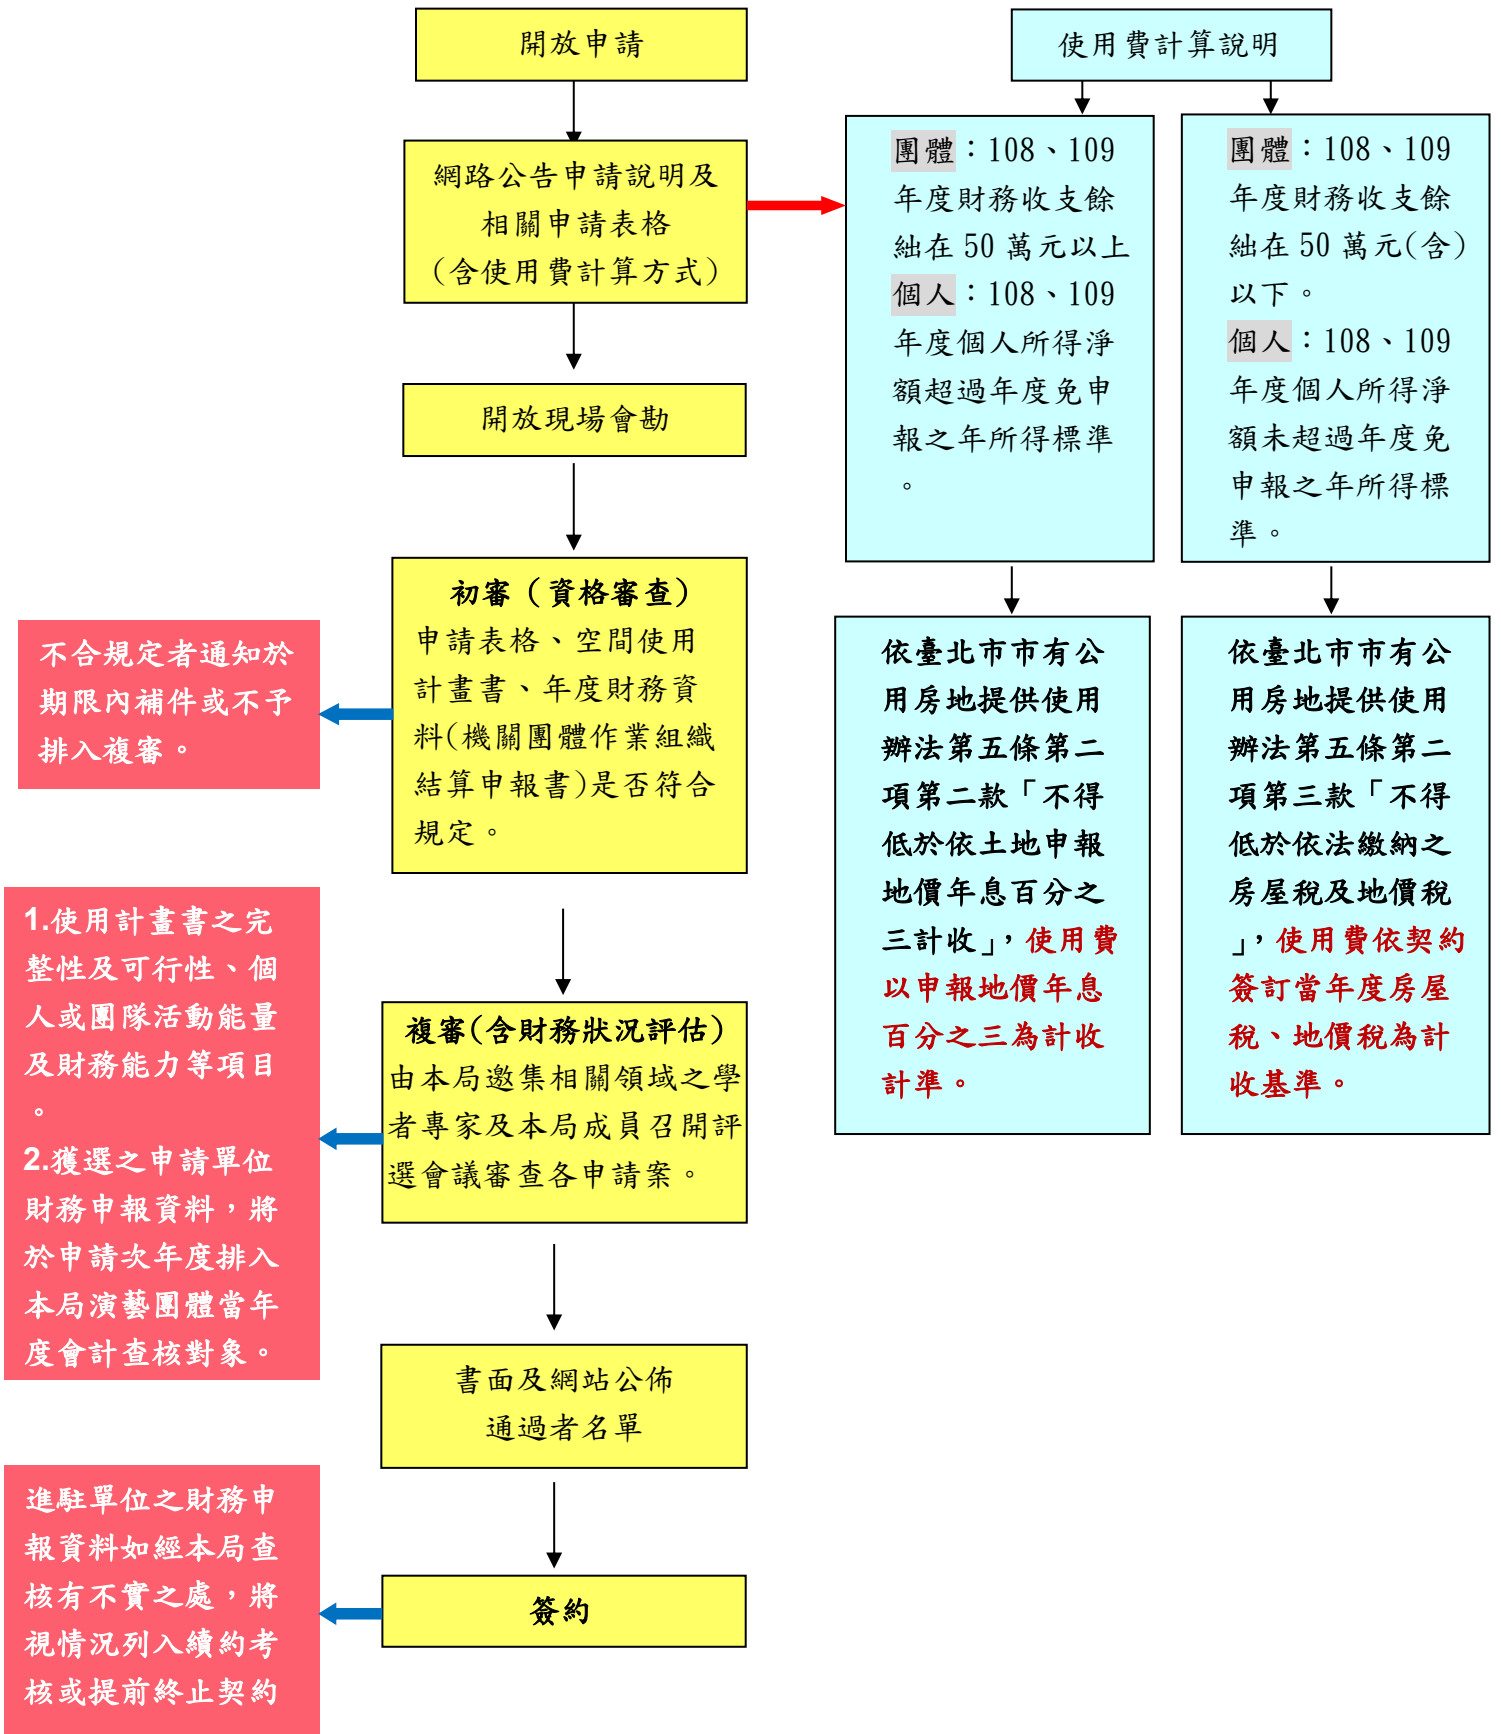 開放申請
網路公告申請說明及
相關申請表格
(含使用費計算方式)
開放現場會勘
初審（資格審查）
申請表格、空間使用
計畫書、年度財務資
料(機關團體作業組織
結算申報書)是否符合
規定。
不合規定者通知於
期限內補件或不予
排入複審。
複審(含財務狀況評估)
由本局邀集相關領域之學
者專家及本局成員召開評
選會議審查各申請案。
1.使用計畫書之完
整性及可行性、個
人或團隊活動能量
及財務能力等項目
。
2.獲選之申請單位
財務申報資料，將
於申請次年度排入
本局演藝團體當年
度會計查核對象。
書面及網站公佈
通過者名單
簽約
進駐單位之財務申
報資料如經本局查
核有不實之處，將
視情況列入續約考
核或提前終止契約
使用費計算說明
團體：108、109
年度財務收支餘
絀在 50 萬元以上
個人：108、109
年度個人所得淨
額超過年度免申
報之年所得標準
。
依臺北市市有公
用房地提供使用
辦法第五條第二
項第二款「不得
低於依土地申報
地價年息百分之
三計收」，使用費
以申報地價年息
百分之三為計收
計準。
團體：108、109
年度財務收支餘
絀在 50 萬元(含)
以下。
個人：108、109
年度個人所得淨
額未超過年度免
申報之年所得標
準。
依臺北市市有公
用房地提供使用
辦法第五條第二
項第三款「不得
低於依法繳納之
房屋稅及地價稅
」，使用費依契約
簽訂當年度房屋
稅、地價稅為計
收基準。